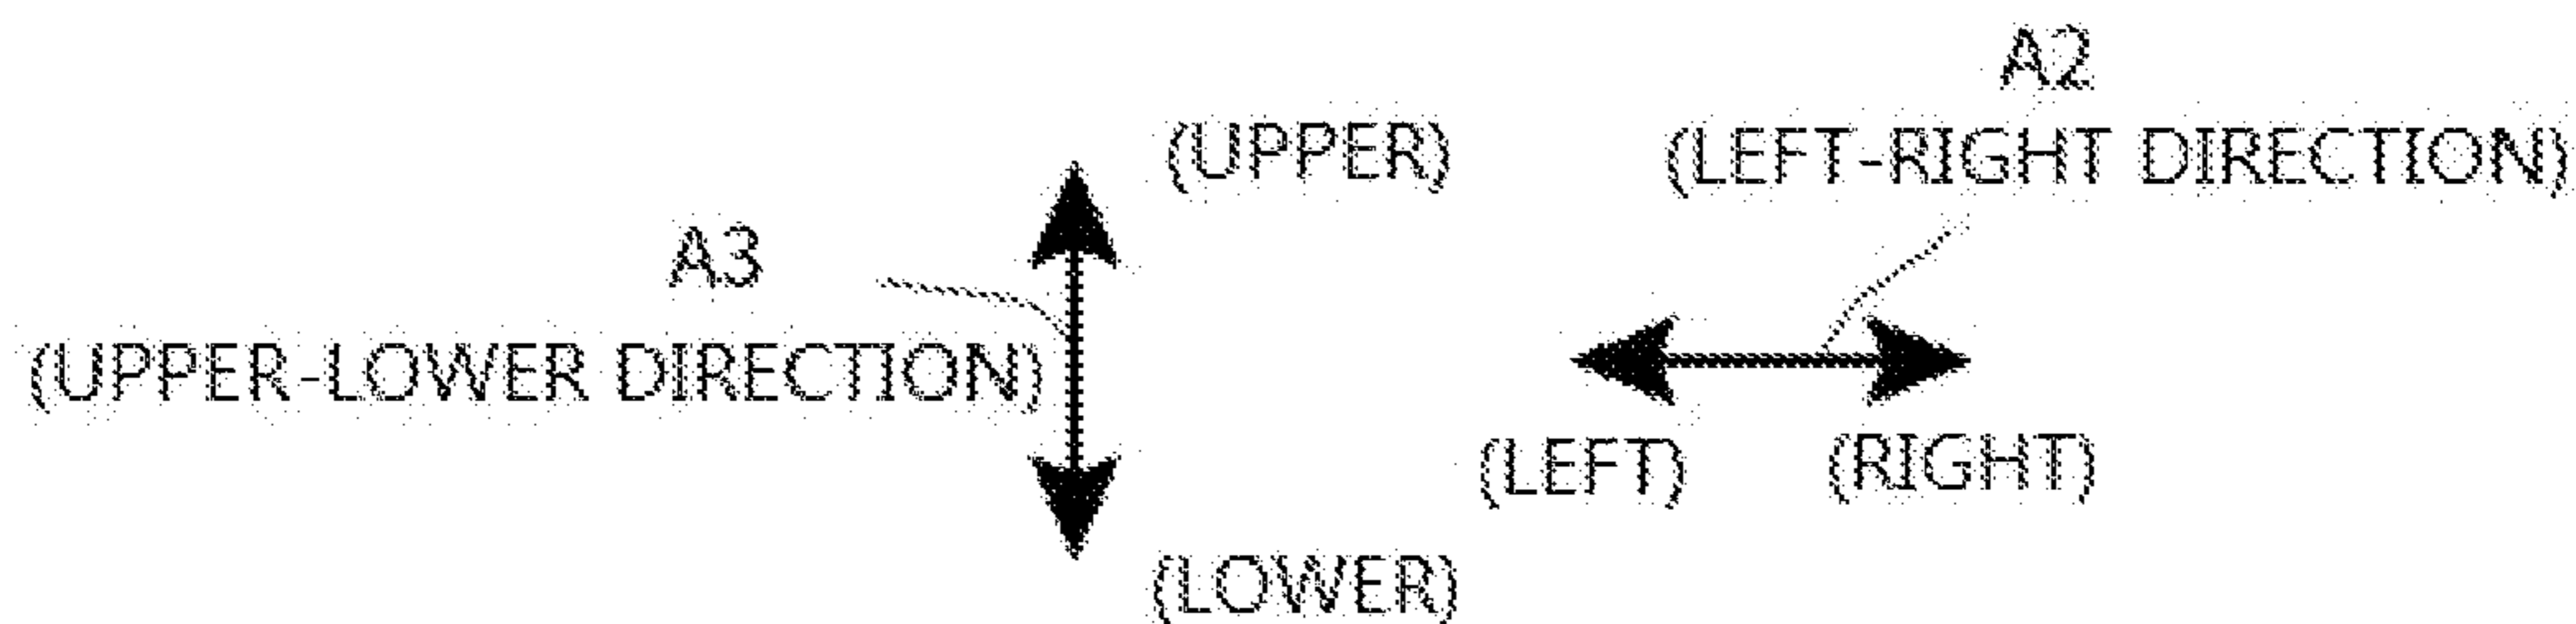 A3
(UPPER-LOWER DIRECTION)
(UPPER)
(LOWER)
A2
(LEFT-RIGHT DIRECTION)
(LEFT)
(RIGHT)